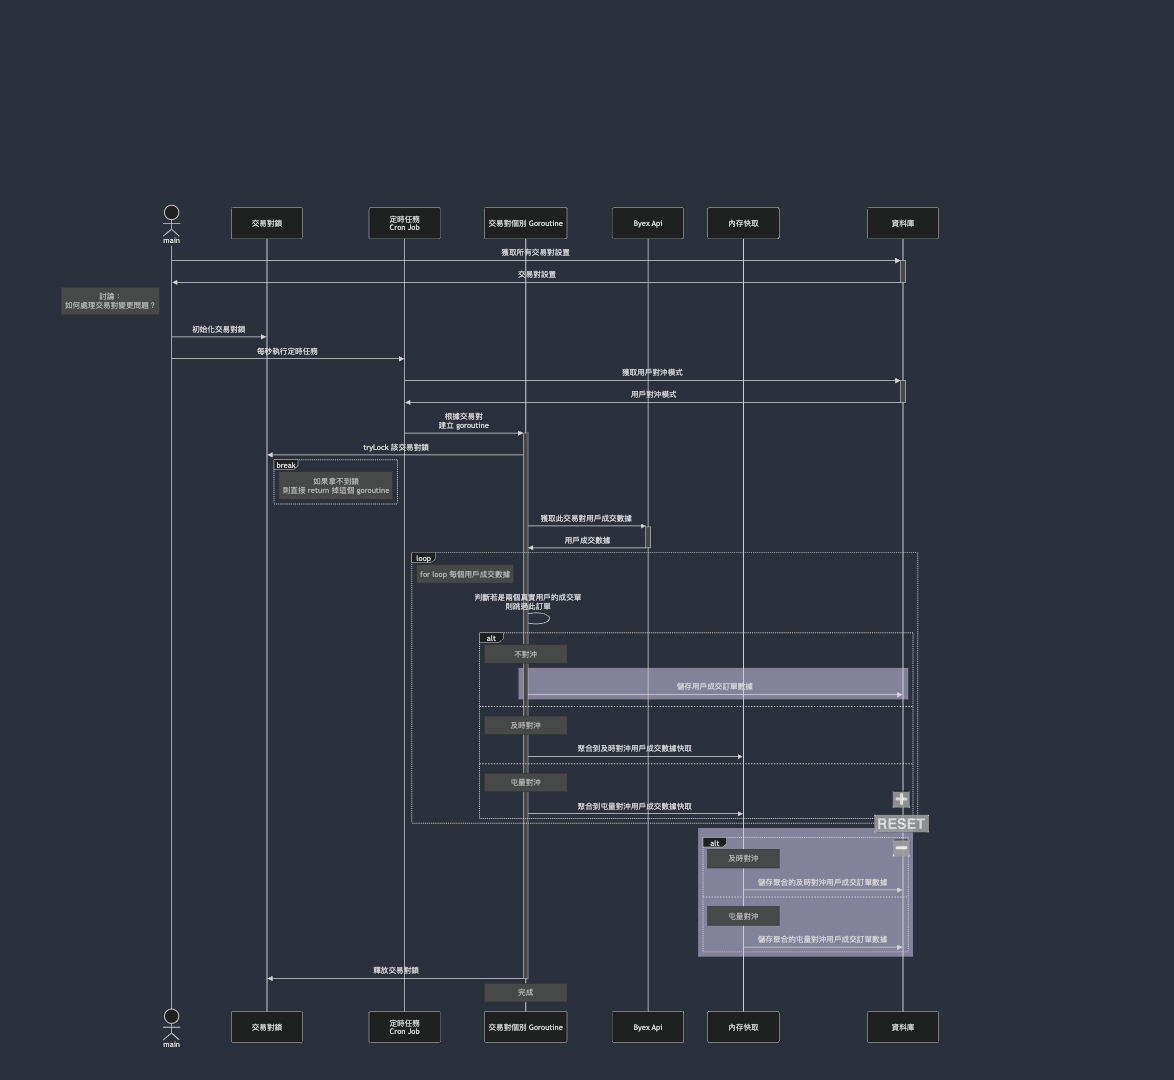 main
交易對鎖
定時任務
Cron Job
交易對個別 Goroutine
Byex Api
內存快取
資料庫
獲取所有交易對設置
交易對設置
討論：
如何處理交易對變更問題？
初始化交易對鎖
每秒執行定時任務
獲取用戶對沖模式
用戶對沖模式
根據交易對
建立 goroutine
tryLock 該交易對鎖
break
如果拿不到鎖
則直接 return 掉這個 goroutine
獲取此交易對用戶成交數據
用戶成交數據
loop
for loop 每個用戶成交數據
判斷若是兩個真實用戶的成交單
則跳過此訂單
alt
不對沖
儲存用戶成交訂單數據
及時對沖
聚合到及時對沖用戶成交數據快取
屯量對沖
聚合到屯量對沖用戶成交數據快取
RESET
alt
及時對沖
儲存聚合的及時對沖用戶成交訂單數據
屯量對沖
儲存聚合的屯量對沖用戶成交訂單數據
釋放交易對鎖
完成
main
交易對鎖
定時任務
Cron Job
交易對個別 Goroutine
Byex Api
內存快取
資料庫